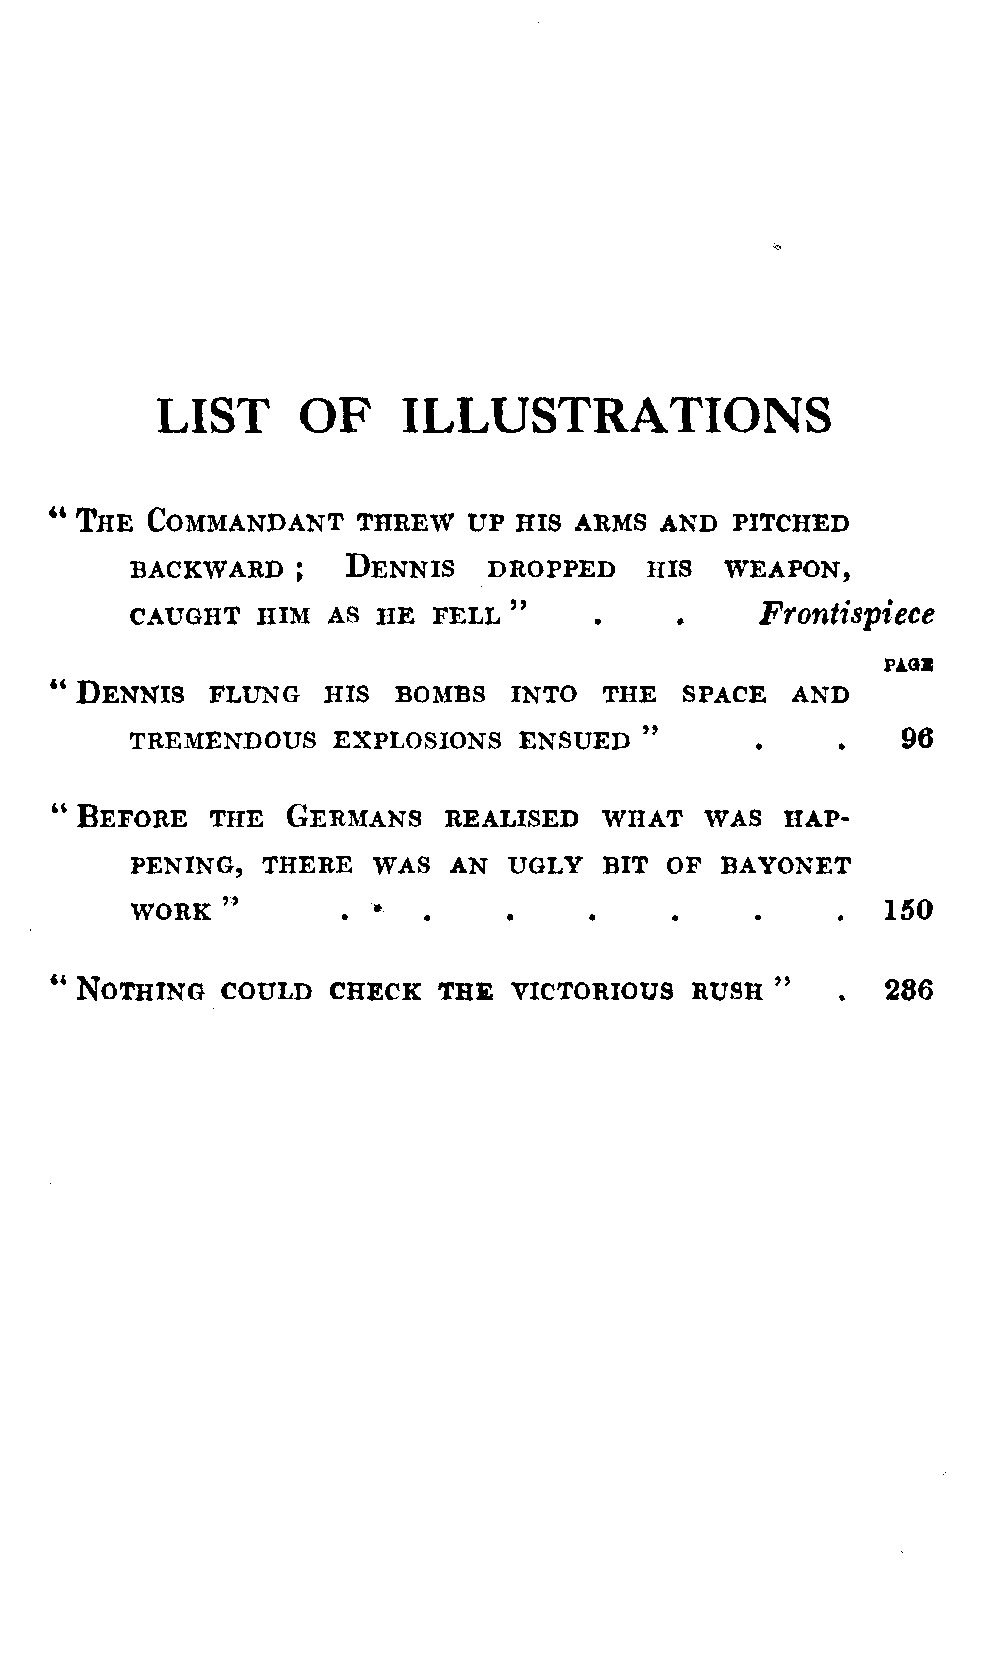 LIST OF ILLUSTRATIONS
“ The Commandant threw up his arms and pitched
backward ; Dennis dropped his weapon,
caught him as he fell ” . . Frontispiece
PAGE
“ Dennis flung his bombs into the space and
tremendous explosions ensued ” . . 96
“ Before the Germans realised what was hap-
pening, there was an ugly bit of bayonet
work ” . . . . . . . . 150
“ Nothing could check the victorious rush ” . 286